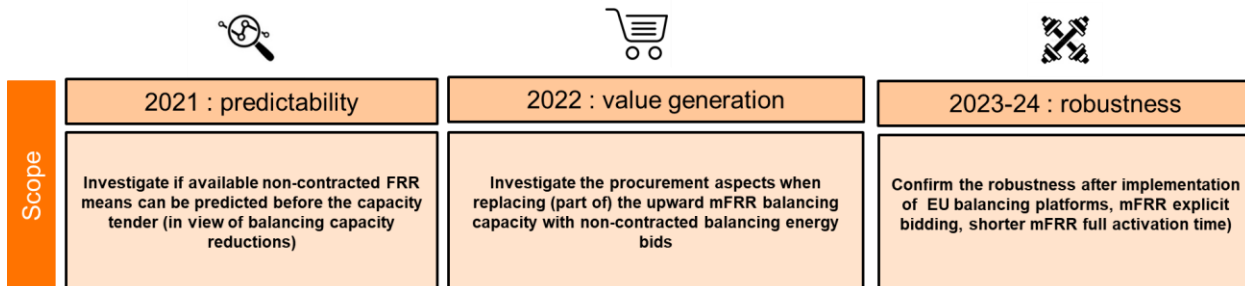 Scope
2021 : predictability
Investigate if available non-contracted FRR
means can be predicted before the capacity
tender (in view of balancing capacity
reductions)
2022 : value generation
Investigate the procurement aspects when
replacing (part of) the upward mFRR balancing
capacity with non-contracted balancing energy
bids
2023-24 : robustness
Confirm the robustness after implementation
of EU balancing platforms, mFRR explicit
bidding, shorter mFRR full activation time)